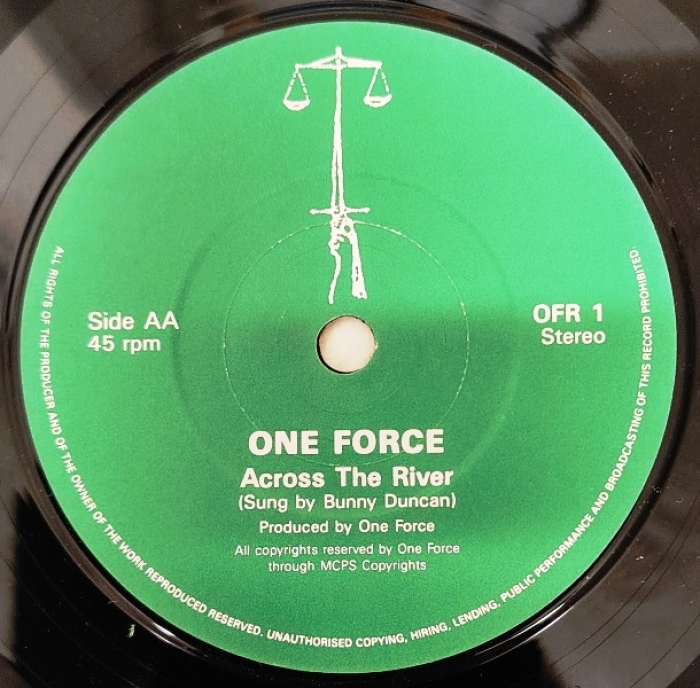 Side AA
45 rpm
OFR 1
Stereo
ONE FORCE
Across The River
(Sung by Bunny Duncan)
Produced by One Force
All copyrights reserved by One Force
through MCPS Copyrights
ALL RIGHTS OF THE PRODUCER AND OF THE OWNER OF THE WORK REPRODUCED RESERVED. UNAUTHORISED COPYING, HIRING, LENDING, PUBLIC PERFORMANCE AND BROADCASTING OF THIS RECORD PROHIBITED.